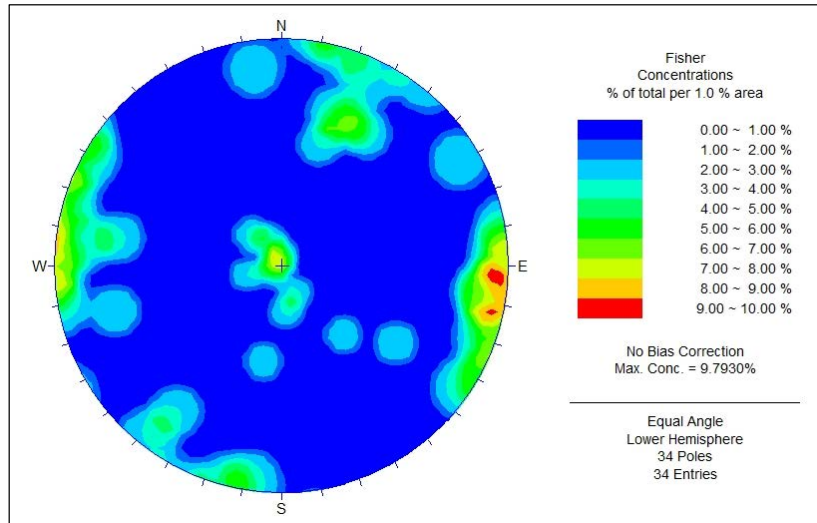 N
W
E
S
Fisher
Concentrations
% of total per 1.0 % area
0.00 ~ 1.00 %
1.00 ~ 2.00 %
2.00 ~ 3.00 %
3.00 ~ 4.00 %
4.00 ~ 5.00 %
5.00 ~ 6.00 %
6.00 ~ 7.00 %
7.00 ~ 8.00 %
8.00 ~ 9.00 %
9.00 ~ 10.00 %
No Bias Correction
Max. Conc. = 9.7930%
Equal Angle
Lower Hemisphere
34 Poles
34 Entries